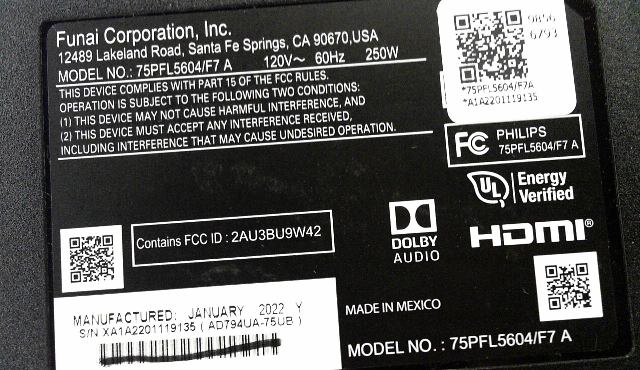 Funai Corporation, Inc.
12489 Lakeland Road, Santa Fe Springs, CA 90670,USA
MODEL NO.: 75PFL5604/F7 A 120V~ 60Hz 250W
THIS DEVICE COMPLIES WITH PART 15 OF THE FCC RULES.
OPERATION IS SUBJECT TO THE FOLLOWING TWO CONDITIONS:
(1) THIS DEVICE MAY NOT CAUSE HARMFUL INTERFERENCE, AND
(2) THIS DEVICE MUST ACCEPT ANY INTERFERENCE RECEIVED,
INCLUDING INTERFERENCE THAT MAY CAUSE UNDESIRED OPERATION.
9856
6793
*75PFL5604/F7A
*A1A2201119135
FC PHILIPS
75PFL5604/F7 A
UL Energy
Verified
Contains FCC ID : 2AU3BU9W42
DOLBY
AUDIO
HDMI®
MANUFACTURED: JANUARY 2022 Y
S/N XA1A2201119135 ( AD794UA-75UB )
MADE IN MEXICO
MODEL NO. : 75PFL5604/F7 A